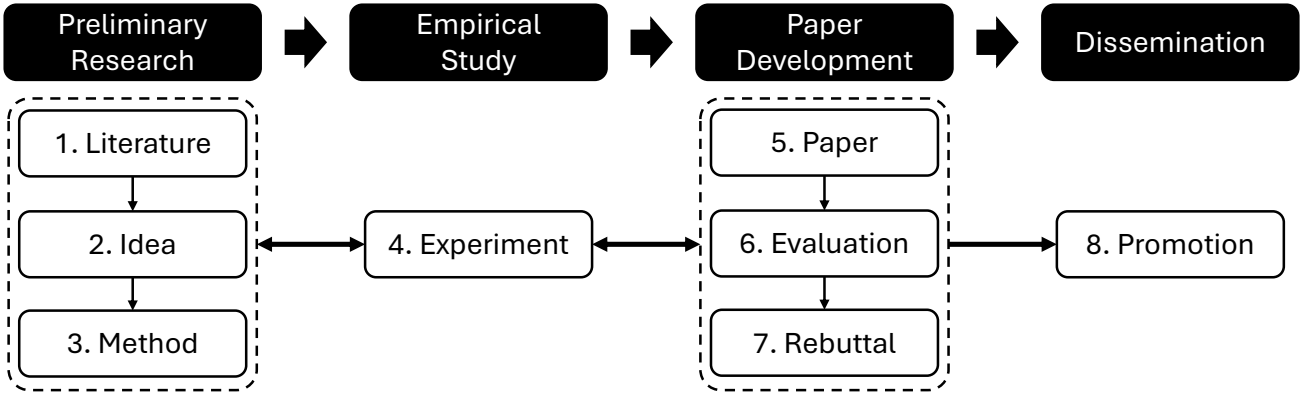 Preliminary
Research
Empirical
Study
Paper
Development
Dissemination
1. Literature
2. Idea
3. Method
4. Experiment
5. Paper
6. Evaluation
7. Rebuttal
8. Promotion